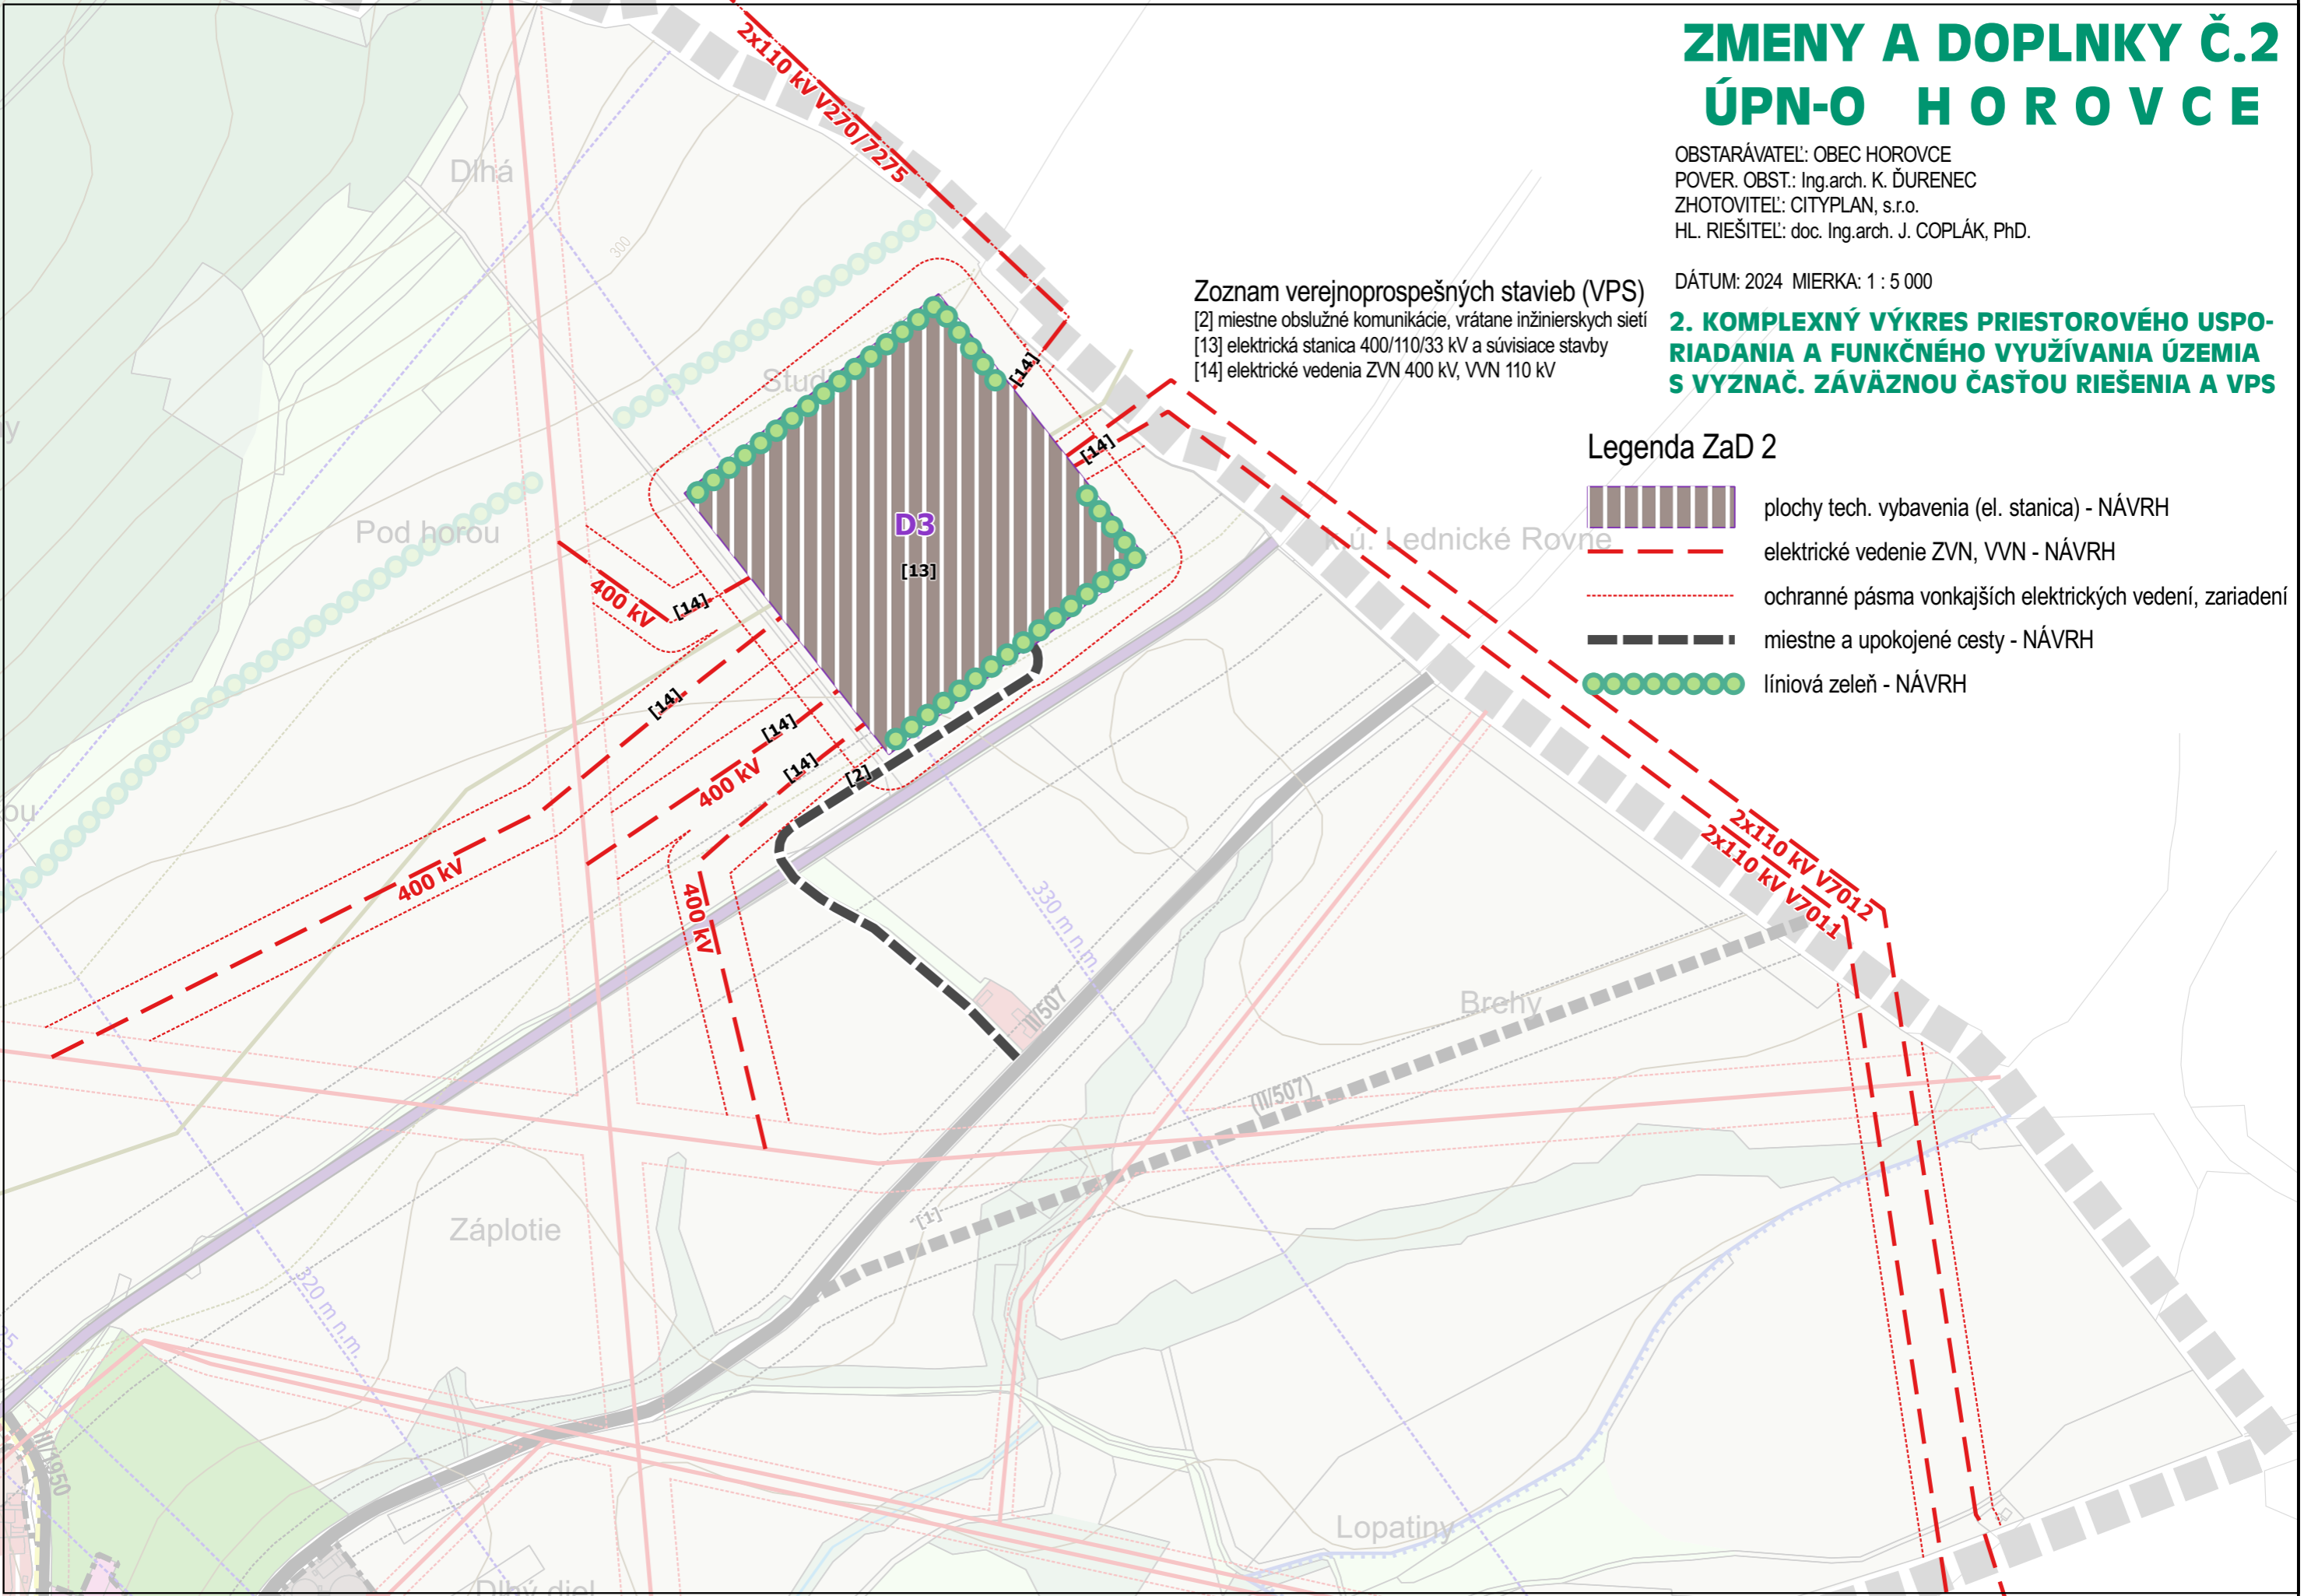 ZMENY A DOPLNKY Č.2
ÚPN-O HOROVCE
OBSTARÁVATEĽ: OBEC HOROVCE
POVER. OBST.: Ing.arch. K. ĎURENEC
ZHOTOVITEĽ: CITYPLAN, s.r.o.
HL. RIEŠITEĽ: doc. Ing.arch. J. COPLÁK, PhD.
DÁTUM: 2024 MIERKA: 1 : 5 000
2. KOMPLEXNÝ VÝKRES PRIESTOROVÉHO USPO-
RIADANIA A FUNKČNÉHO VYUŽÍVANIA ÚZEMIA
S VYZNAČ. ZÁVÄZNOU ČASŤOU RIEŠENIA A VPS
Zoznam verejnoprospešných stavieb (VPS)
[2] miestne obslužné komunikácie, vrátane inžinierskych sietí
[13] elektrická stanica 400/110/33 kV a súvisiace stavby
[14] elektrické vedenia ZVN 400 kV, VVN 110 kV
Legenda ZaD 2
plochy tech. vybavenia (el. stanica) - NÁVRH
elektrické vedenie ZVN, VVN - NÁVRH
ochranné pásma vonkajších elektrických vedení, zariadení
miestne a upokojené cesty - NÁVRH
líniová zeleň - NÁVRH
2x110 kV V270/7275
Dlhá
300
[14]
[14]
Pod horou
D3
[13]
k.ú. Lednické Rovne
400 kV
[14]
[14]
[14]
[14]
[2]
400 kV
400 kV
400 kV
2x110 kV V7012
2x110 kV V7011
330 m n.m.
II/507
Brehy
(II/507)
[1]
Záplotie
320 m n.m.
III/1950
Lopatiny
Dlhý diel